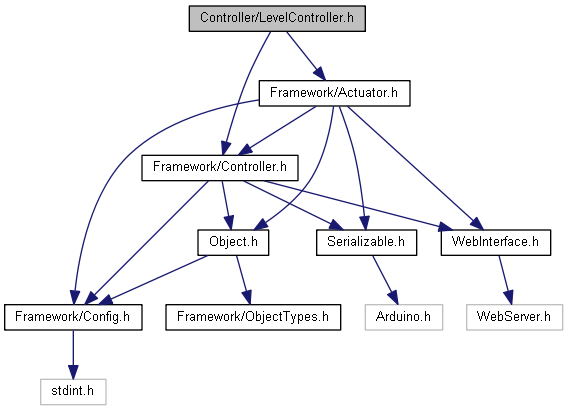 Controller/LevelController.h
Framework/Actuator.h
Framework/Controller.h
Object.h
Serializable.h
WebInterface.h
Framework/Config.h
Framework/ObjectTypes.h
Arduino.h
WebServer.h
stdint.h